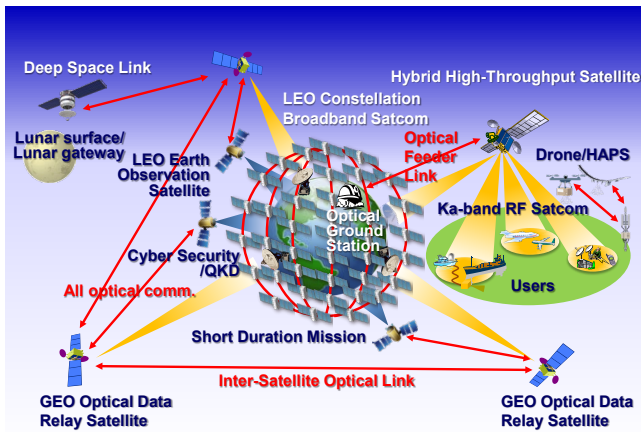 Deep Space Link
Hybrid High-Throughput Satellite
LEO Constellation
Broadband Satcom
Lunar surface/
Lunar gateway
LEO Earth
Observation
Satellite
Optical
Feeder
Link
Drone/HAPS
Ka-band RF Satcom
Optical
Ground
Station
Cyber Security
/QKD
Users
All optical comm.
Short Duration Mission
Inter-Satellite Optical Link
GEO Optical Data
Relay Satellite
GEO Optical Data
Relay Satellite